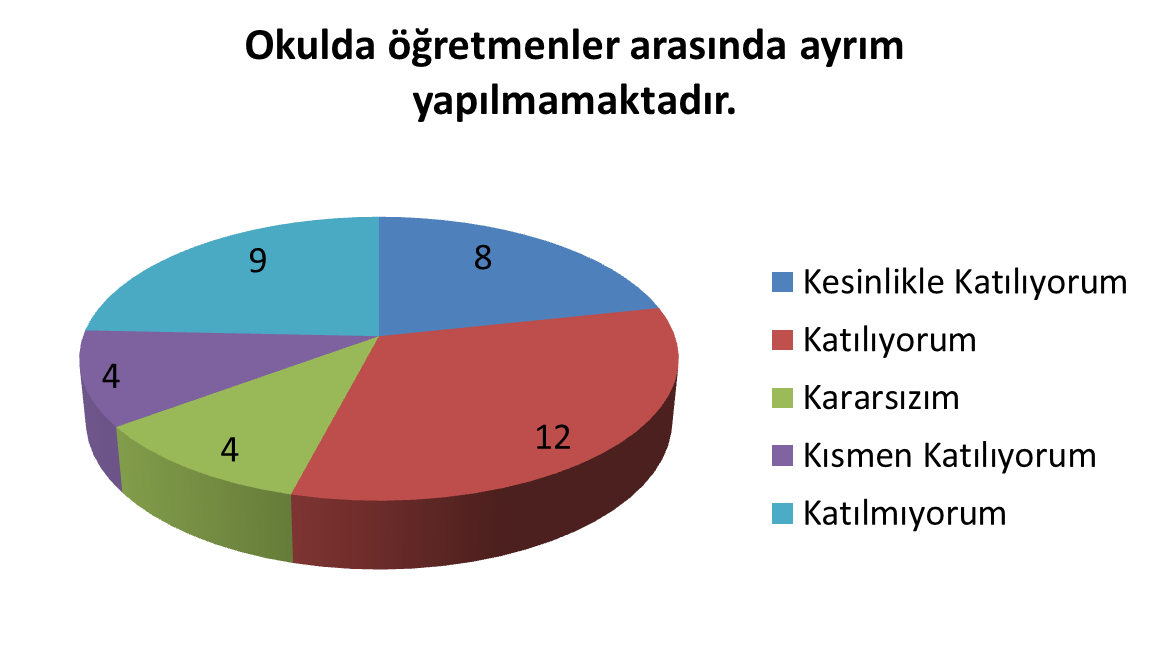 Okulda öğretmenler arasında ayrım
yapılmamaktadır.
9
8
4
4
12
Kesinlikle Katılıyorum
Katılıyorum
Kararsızım
Kısmen Katılıyorum
Katılmıyorum